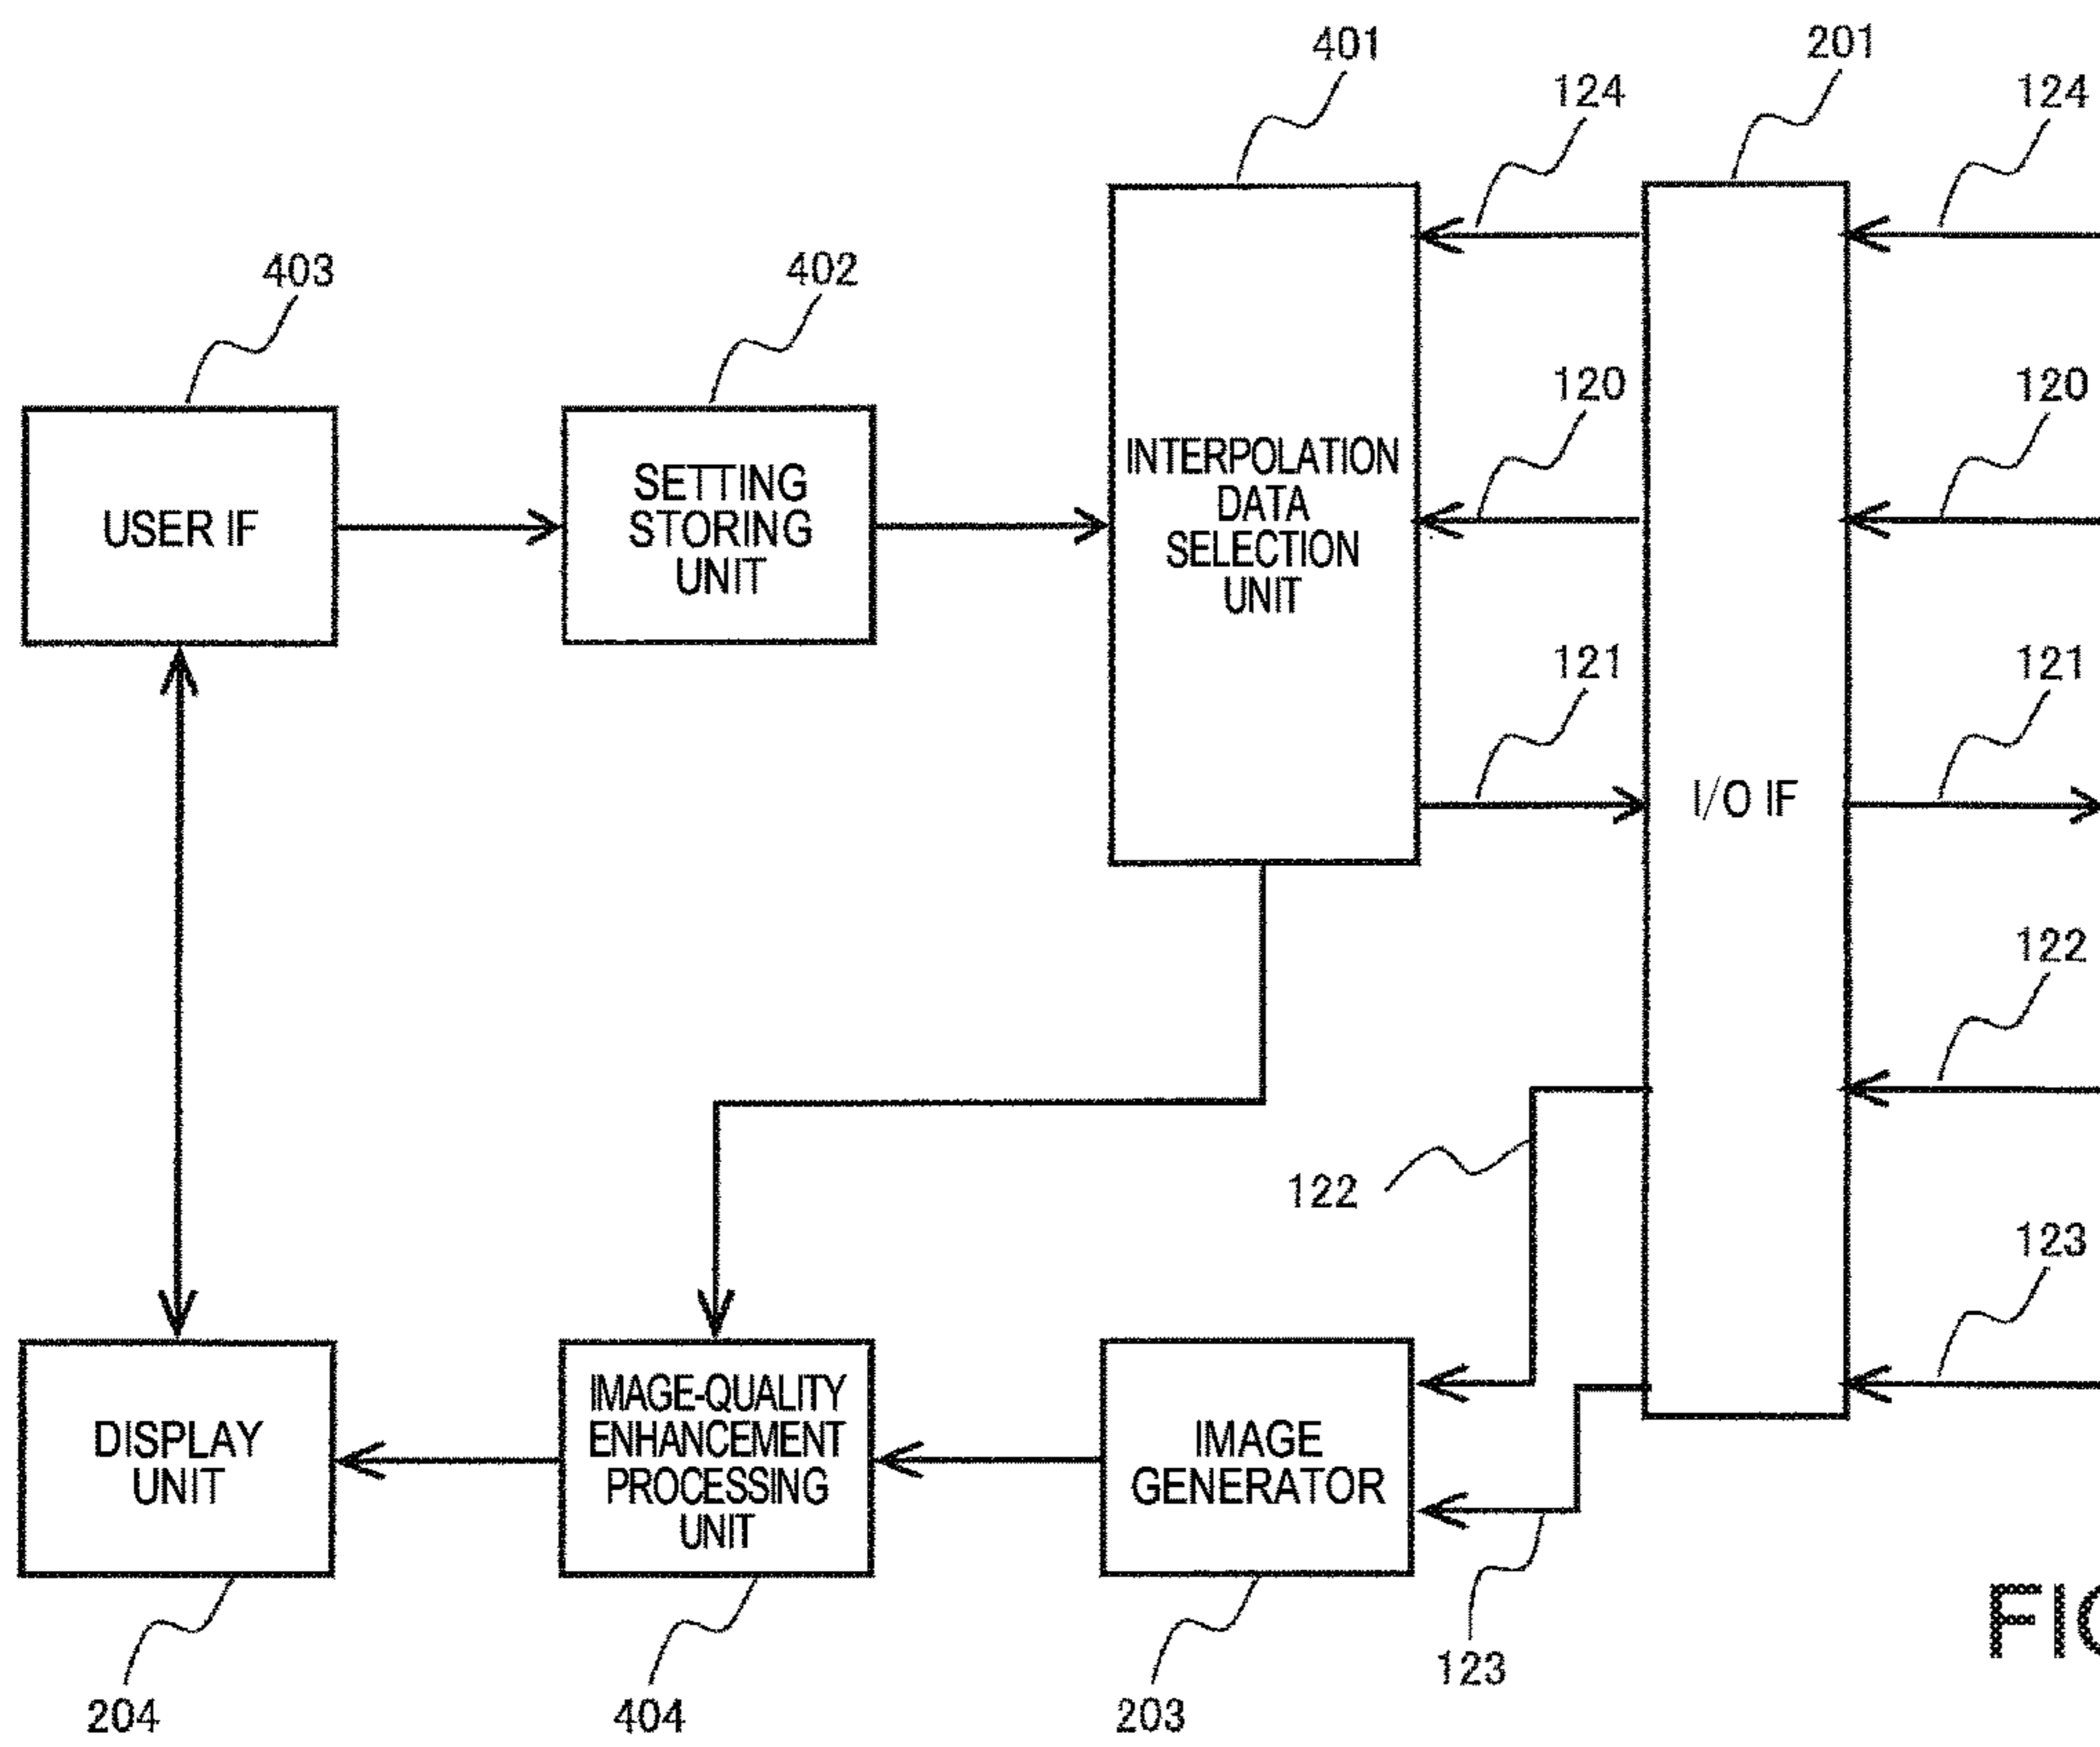 401
201
124
124
403
402
120
120
USER IF
SETTING
STORING
UNIT
INTERPOLATION
DATA
SELECTION
UNIT
121
121
I/O IF
122
122
123
DISPLAY
UNIT
IMAGE-QUALITY
ENHANCEMENT
PROCESSING
UNIT
IMAGE
GENERATOR
123
204
404
203